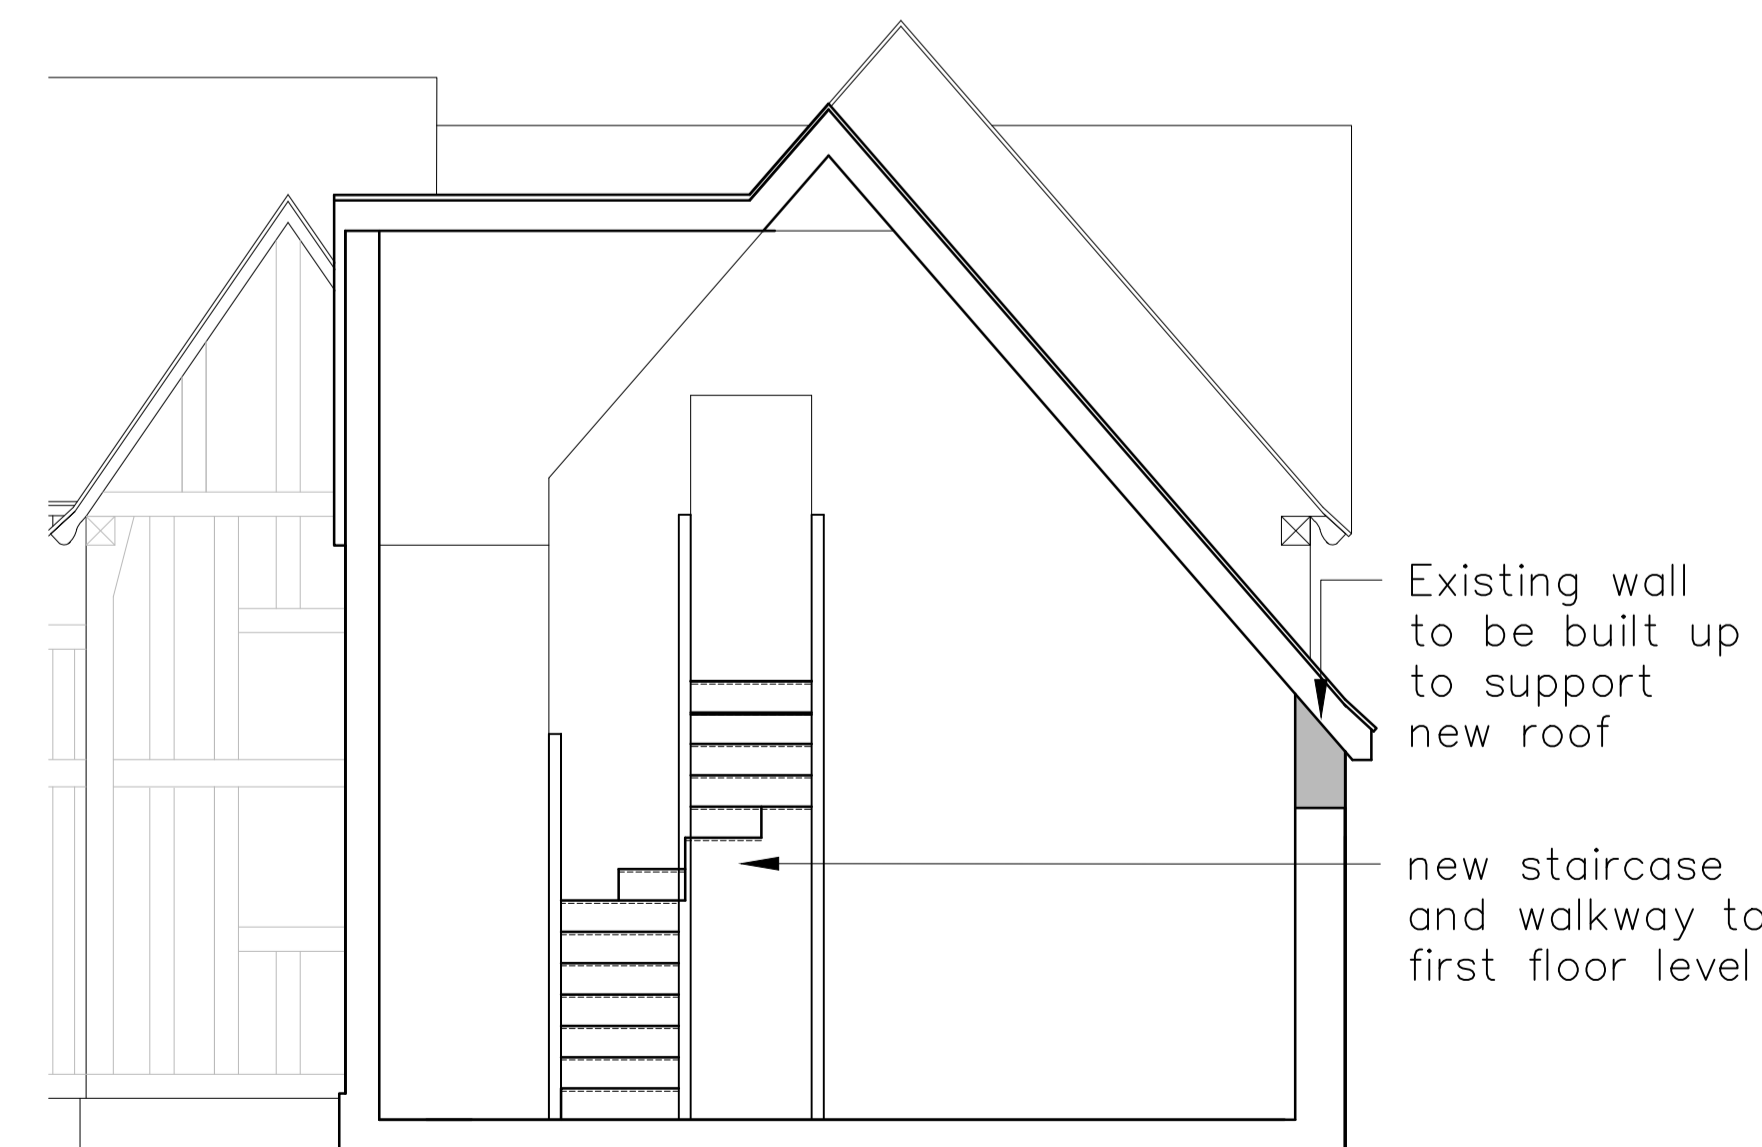 Existing wall
to be built up
to support
new roof
new staircase
and walkway to
first floor level